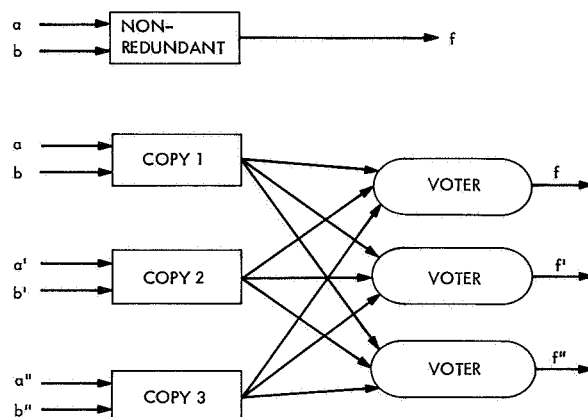 a
b
NON-
REDUNDANT
f
a
b
COPY 1
VOTER
f
a'
b'
COPY 2
VOTER
f'
a"
b"
COPY 3
VOTER
f"